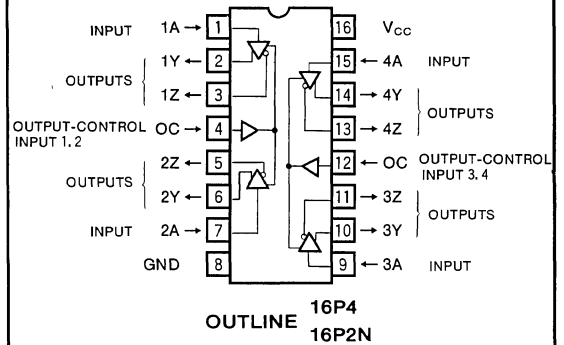 INPUT 1A 1 16 VCC
1Y 2 15 4A INPUT
OUTPUTS
1Z 3 14 4Y
OUTPUTS
OUTPUT-CONTROL INPUT 1, 2 OC 4 13 4Z
2Z 5 12 OC OUTPUT-CONTROL INPUT 3, 4
OUTPUTS
2Y 6 11 3Z
OUTPUTS
INPUT 2A 7 10 3Y
GND 8 9 3A INPUT
OUTLINE 16P4
16P2N